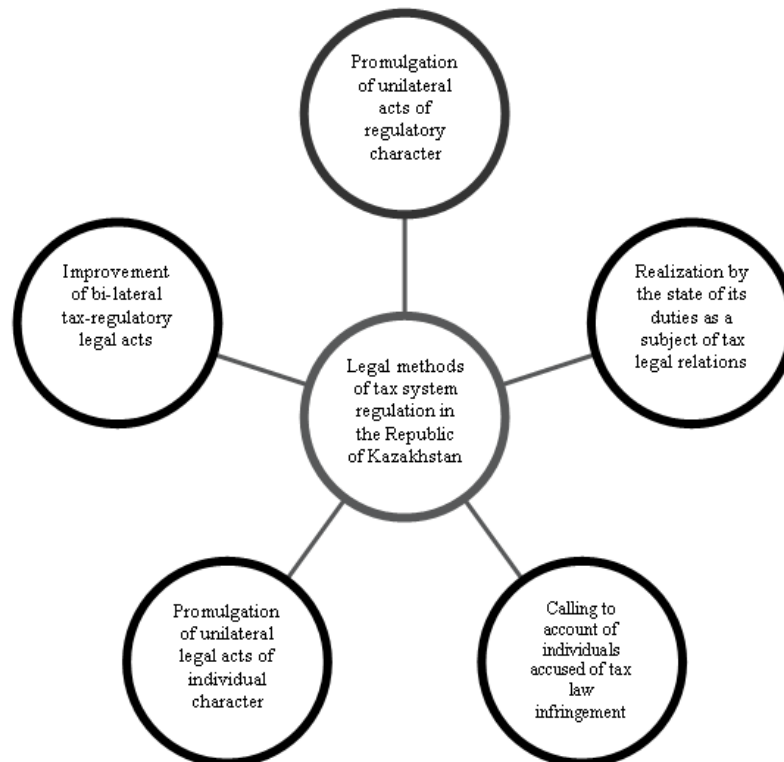 Promulgation
of unilateral
acts of
regulatory
character
Improvement
of bi-lateral
tax-regulatory
legal acts
Realization by
the state of its
duties as a
subject of tax
legal relations
Legal methods
of tax system
regulation in
the Republic
of Kazakhstan
Promulgation
of unilateral
legal acts of
individual
character
Calling to
account of
individuals
accused of tax
law
infringement